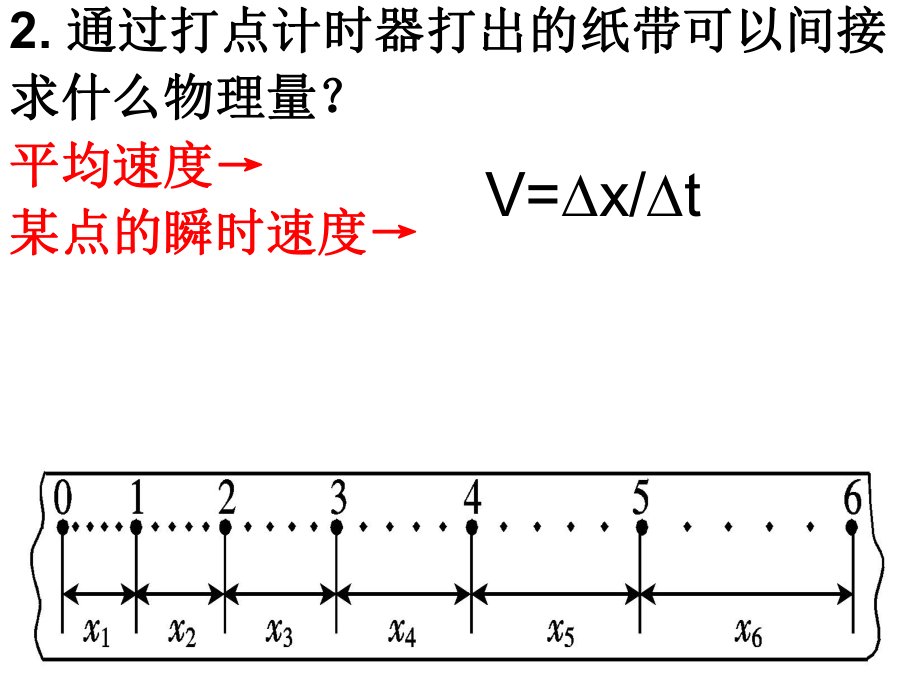 2. 通过打点计时器打出的纸带可以间接
求什么物理量？
平均速度→
某点的瞬时速度→
V=Δx/Δt
0 1 2 3 4 5 6
x₁ x₂ x₃ x₄ x₅ x₆